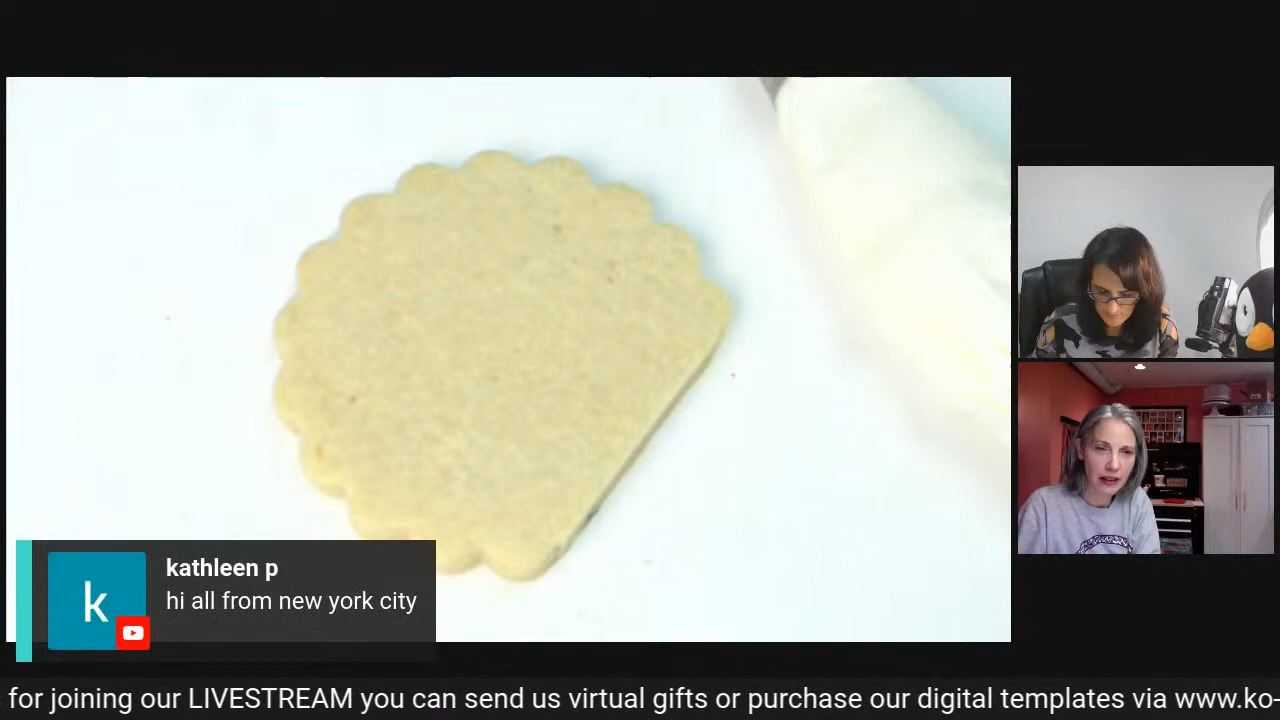 kathleen p
k
hi all from new york city
for joining our LIVESTREAM you can send us virtual gifts or purchase our digital templates via www.ko-